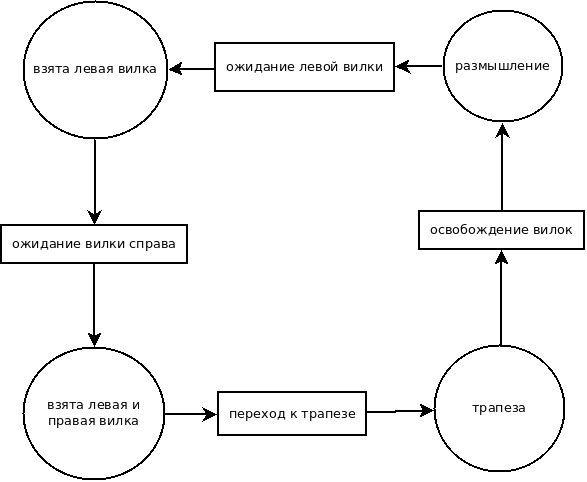 взята левая вилка
ожидание левой вилки
размышление
ожидание вилки справа
освобождение вилок
взята левая и
правая вилка
переход к трапезе
трапеза